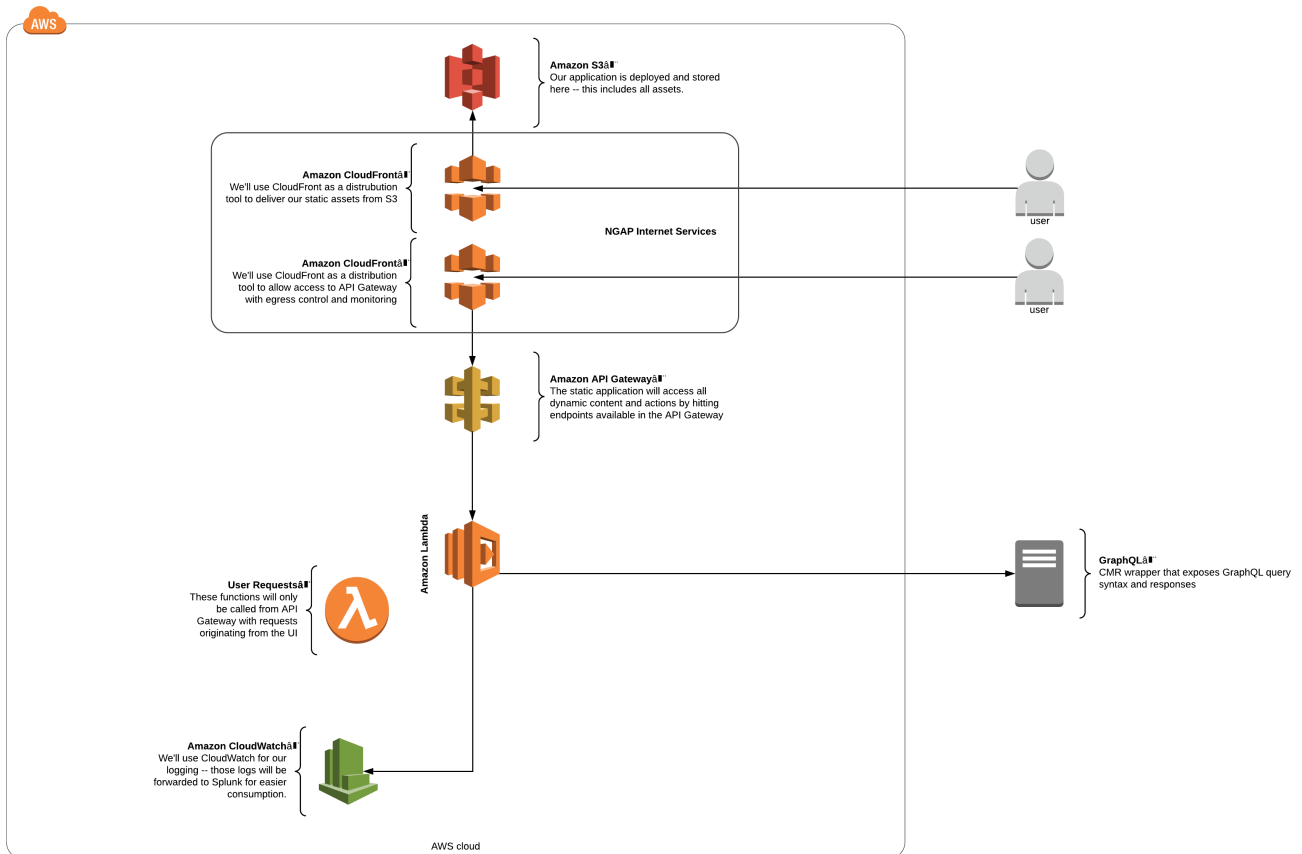 AWS
Amazon S3â
Our application is deployed and stored
here -- this includes all assets.
Amazon CloudFrontâ
We'll use CloudFront as a distrubution
tool to deliver our static assets from S3
user
NGAP Internet Services
Amazon CloudFrontâ
We'll use CloudFront as a distribution
tool to allow access to API Gateway
with egress control and monitoring
user
Amazon API Gatewayâ
The static application will access all
dynamic content and actions by hitting
endpoints available in the API Gateway
Amazon Lambda
GraphQLâ
CMR wrapper that exposes GraphQL query
syntax and responses
User Requestsâ
These functions will only
be called from API
Gateway with requests
originating from the UI
Amazon CloudWatchâ
We'll use CloudWatch for our
logging -- those logs will be
forwarded to Splunk for easier
consumption.
AWS cloud